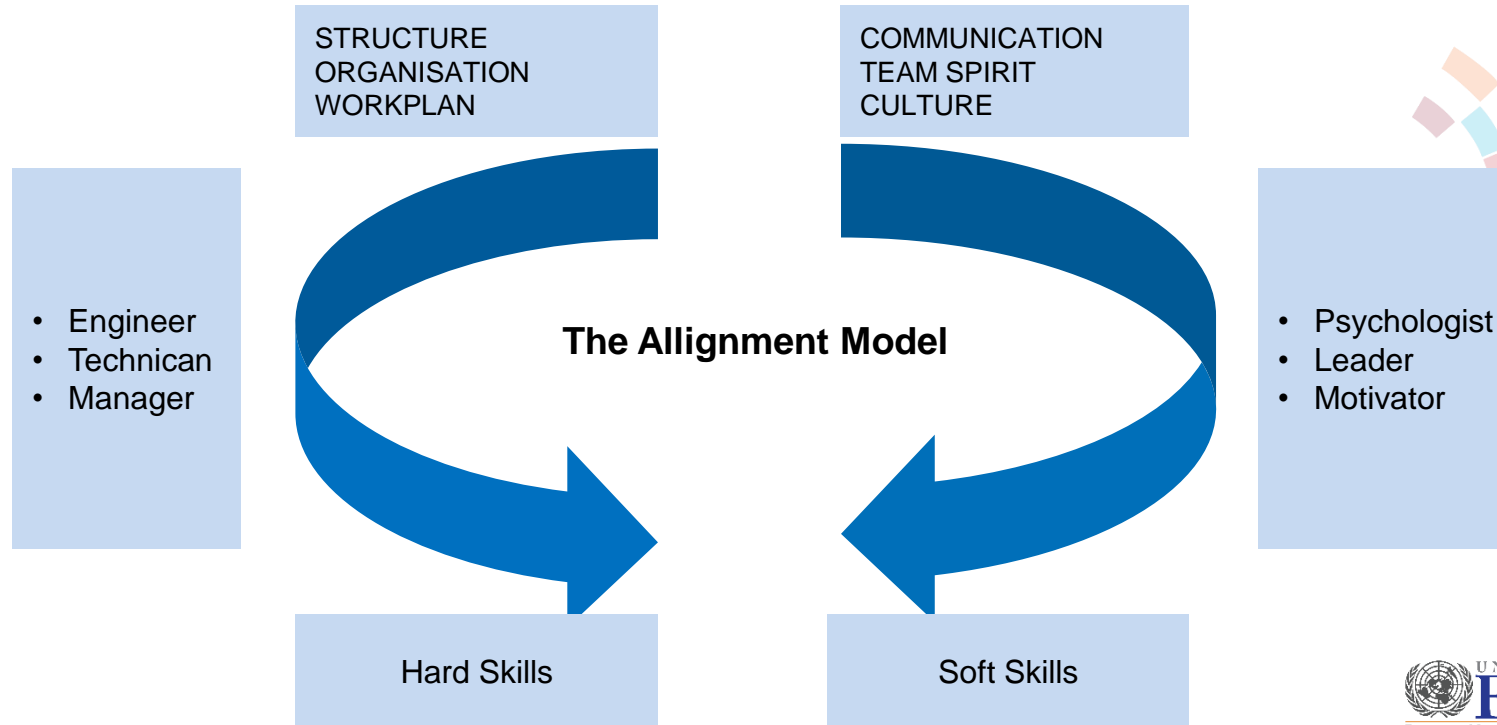 STRUCTURE
ORGANISATION
WORKPLAN
COMMUNICATION
TEAM SPIRIT
CULTURE
• Engineer
• Technican
• Manager
The Allignment Model
• Psychologist
• Leader
• Motivator
Hard Skills
Soft Skills